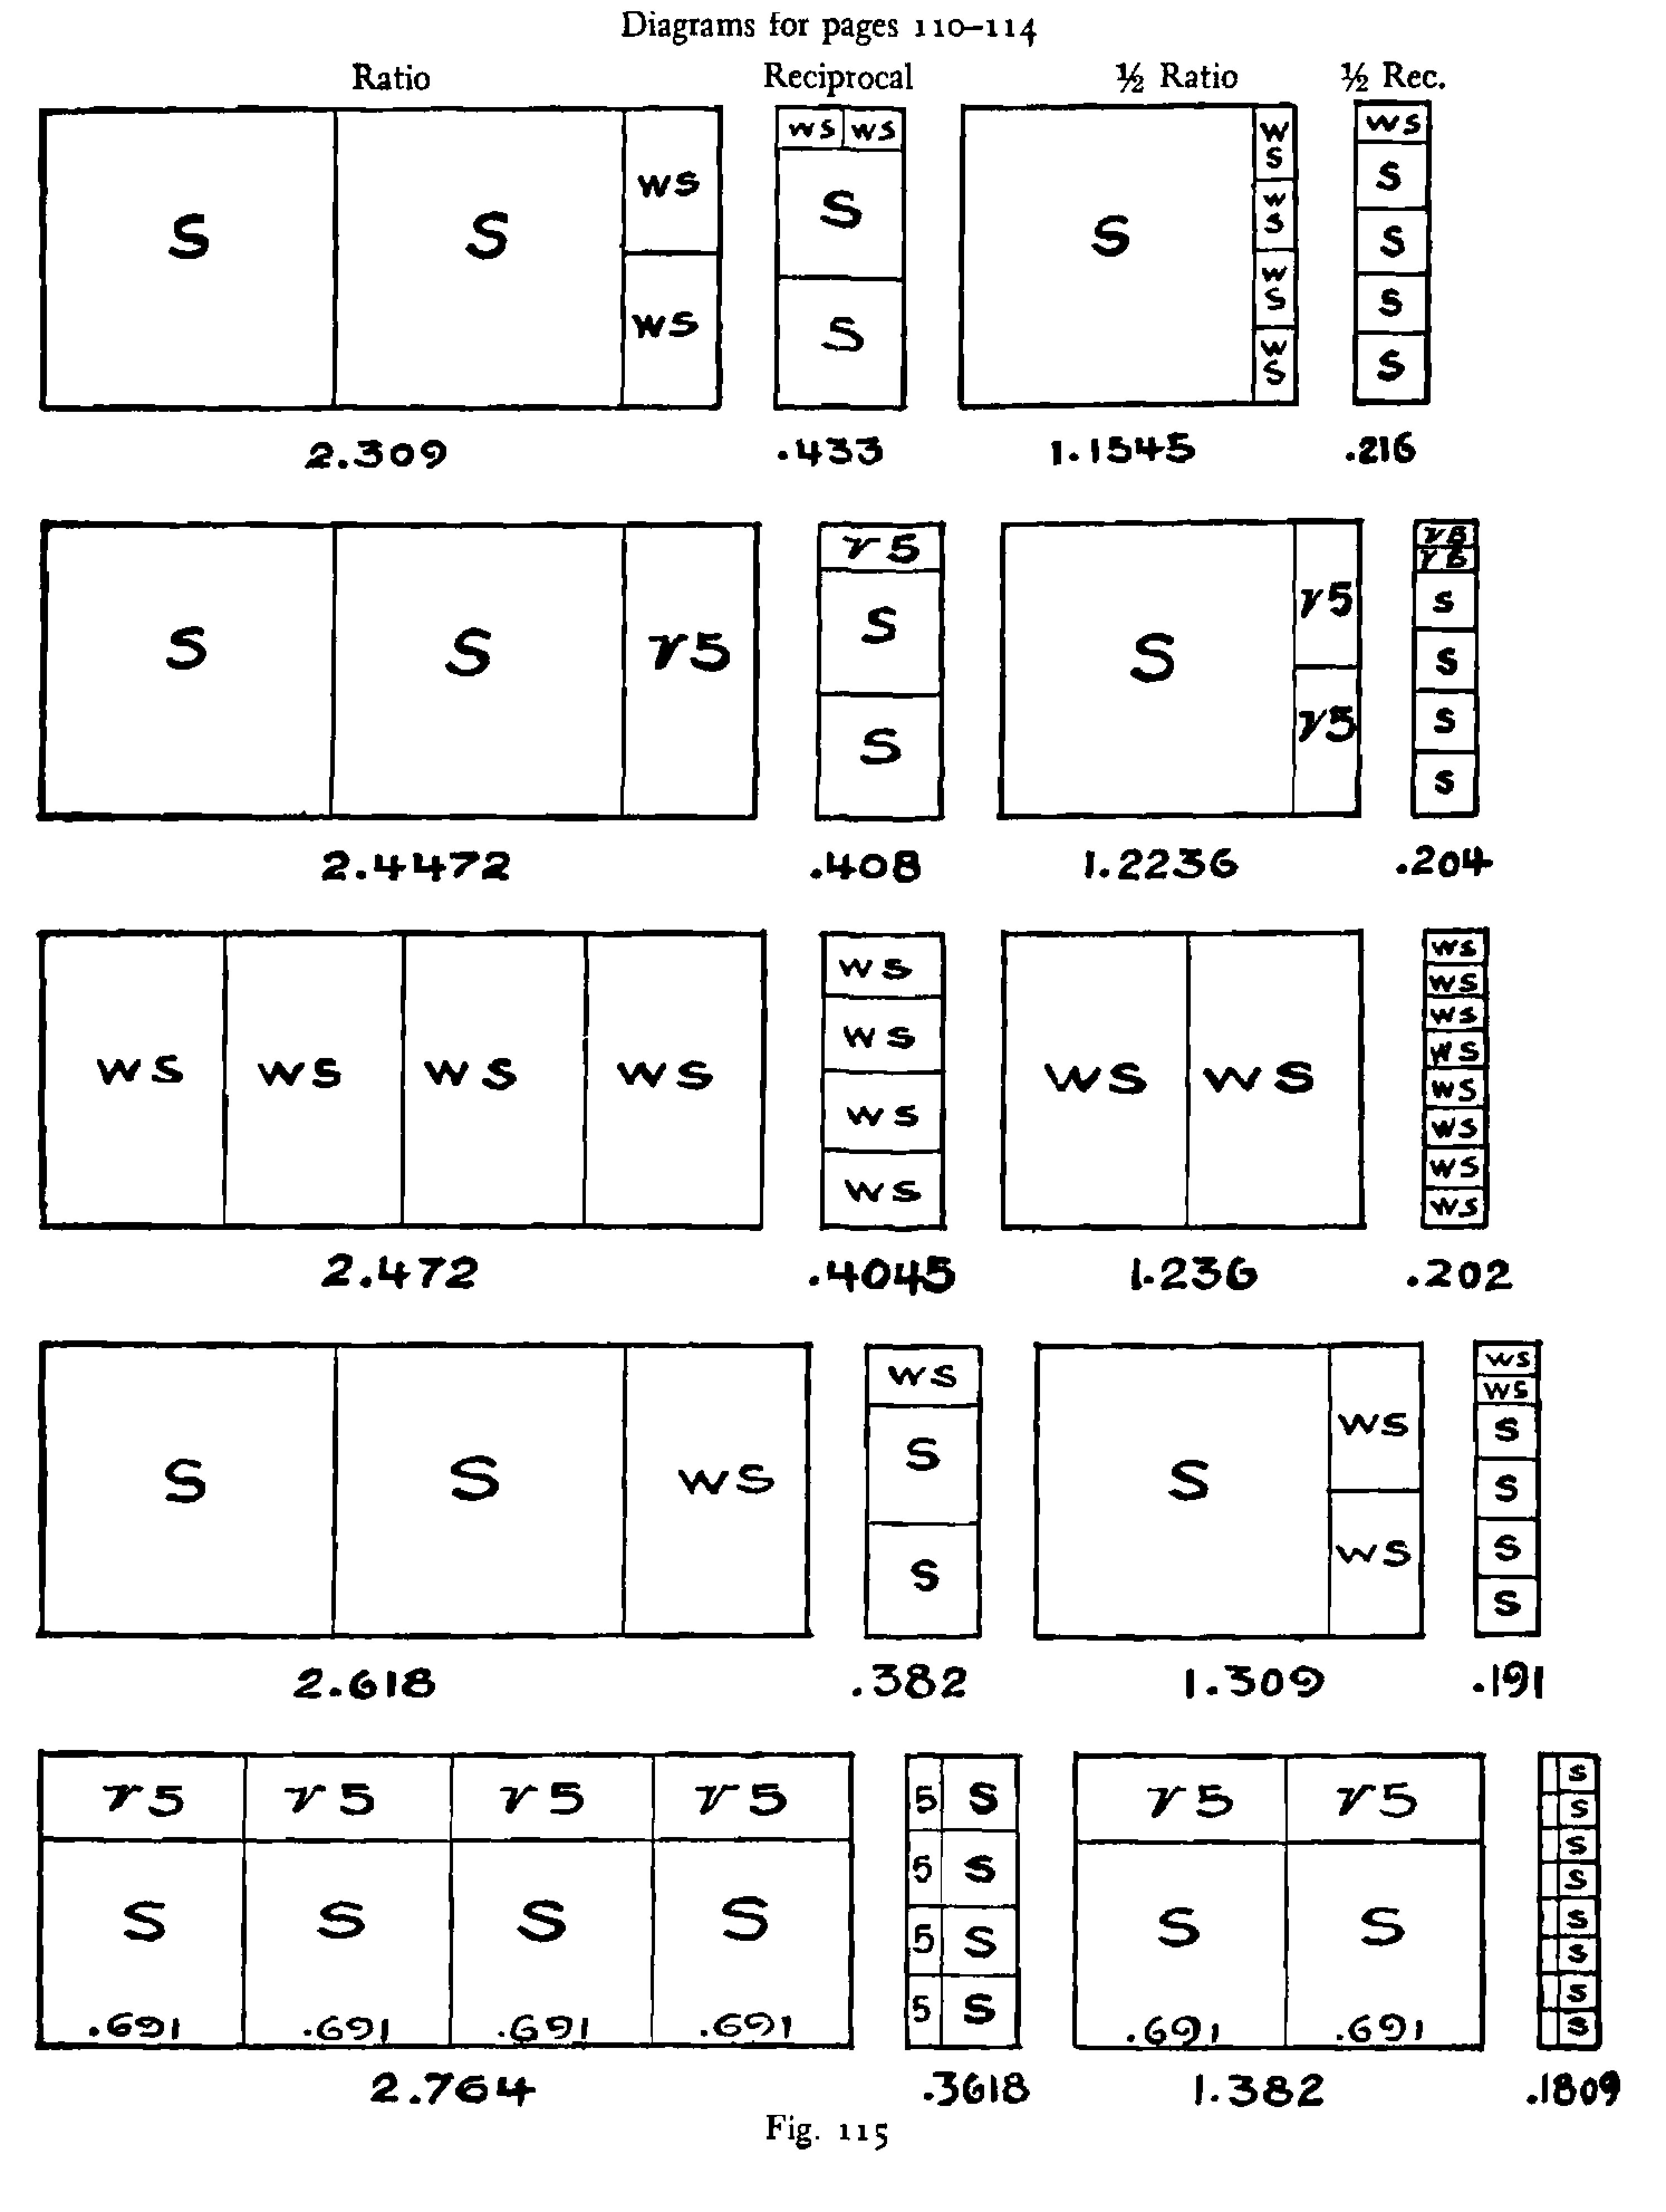 Diagrams for pages 110–114
Ratio Reciprocal ½ Ratio ½ Rec.
S S WS WS
WS WS S S
S WS WS WS WS
WS S S S S
2.309 .433 1.1545 .216
S S r5
r5 S S
S r5 r5
r5 r5 S S S S
2.4472 .408 1.2236 .204
WS WS WS WS
WS WS WS WS
WS WS
WS WS WS WS WS WS WS WS
2.472 .4045 1.236 .202
S S WS
WS S S
S WS WS
WS WS S S S S
2.618 .382 1.309 .191
r5 r5 r5 r5
S S S S
.691 .691 .691 .691
5 S
5 S
5 S
5 S
r5 r5
S S
.691 .691
S S S S S S S S
2.764 .3618 1.382 .1809
Fig. 115